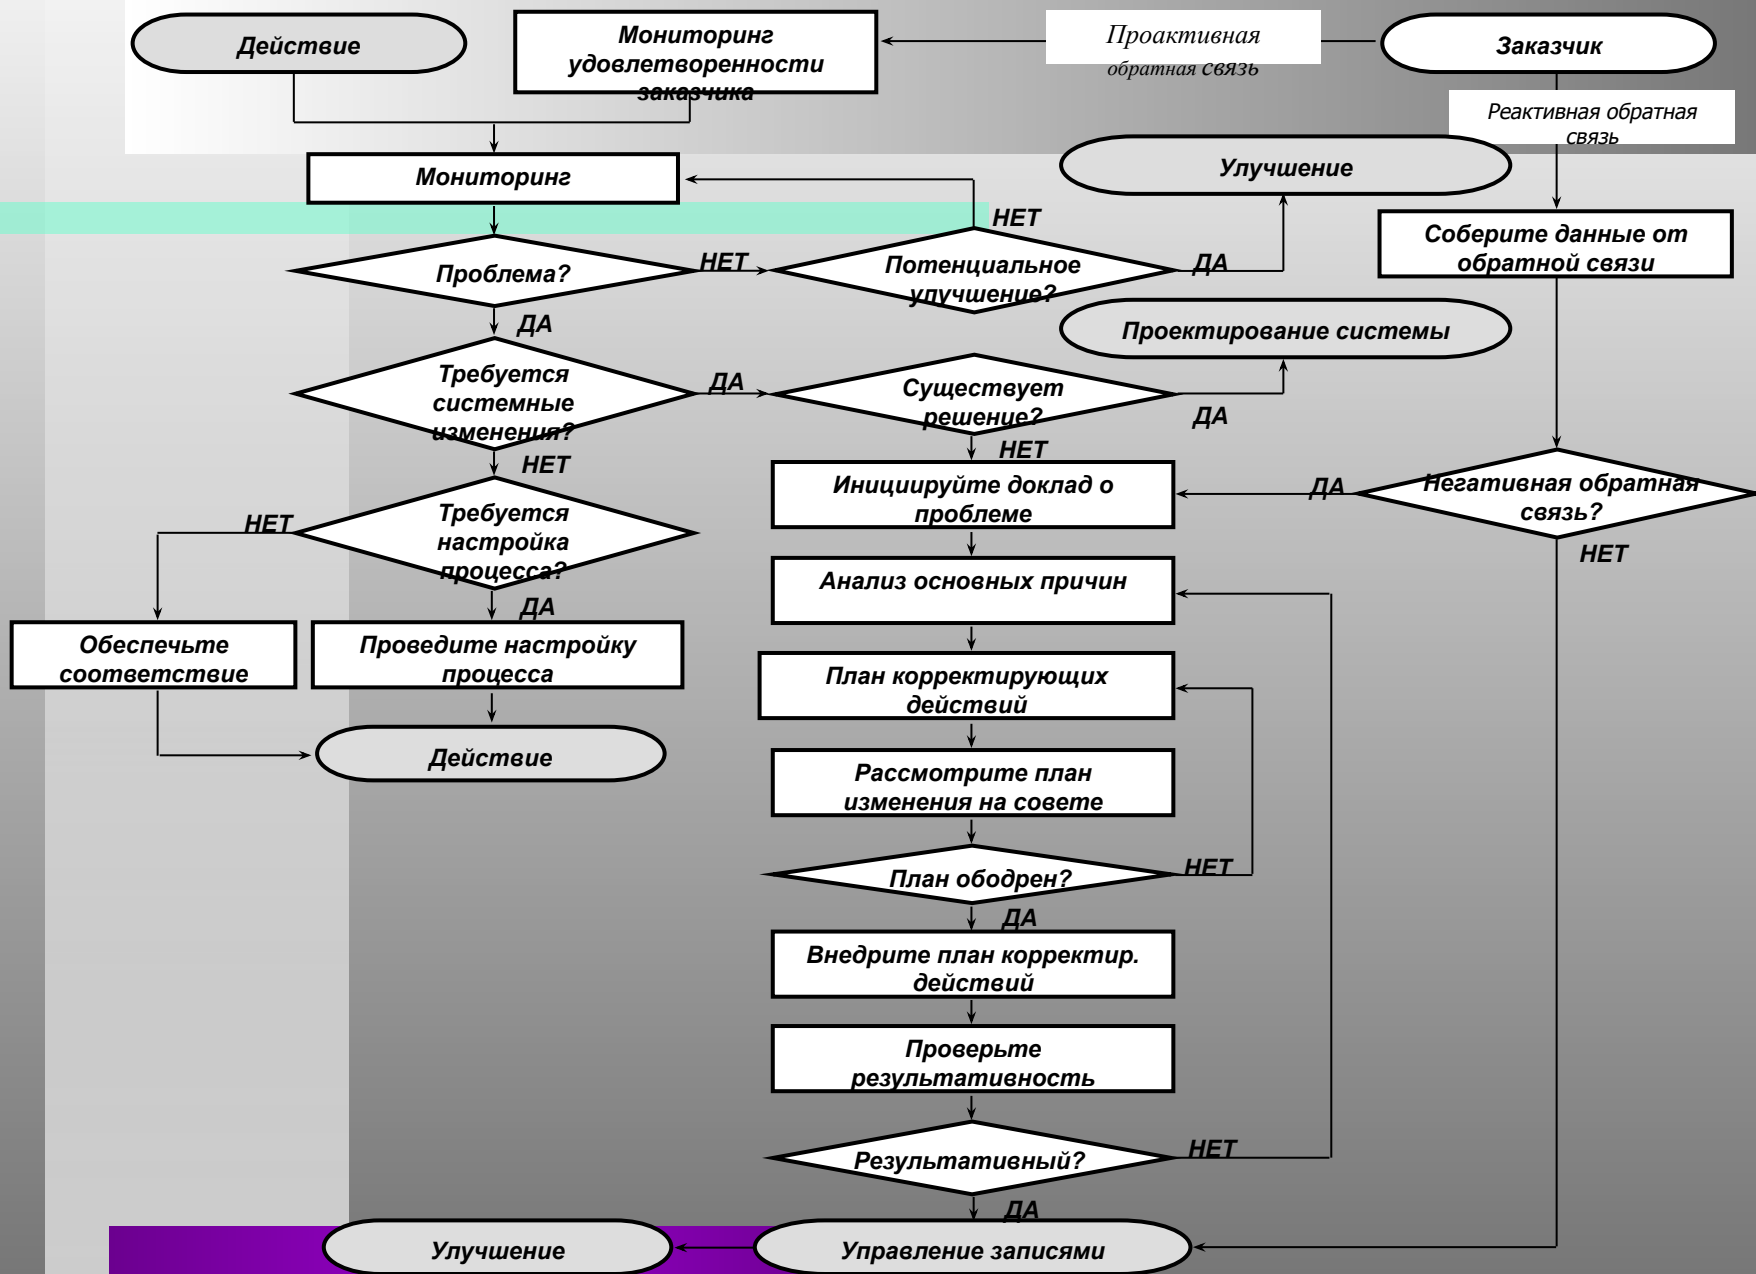 Действие
Мониторинг
удовлетворенности
заказчика
Проактивная
обратная связь
Заказчик
Реактивная обратная
связь
Мониторинг
Улучшение
НЕТ
Соберите данные от
обратной связи
Проблема?
НЕТ
Потенциальное
улучшение?
ДА
ДА
Проектирование системы
Требуется
системные
изменения?
ДА
Существует
решение?
ДА
НЕТ
НЕТ
Инициируйте доклад о
проблеме
ДА
Негативная обратная
связь?
НЕТ
НЕТ
Требуется
настройка
процесса?
ДА
Анализ основных причин
Обеспечьте
соответствие
Проведите настройку
процесса
План корректирующих
действий
Действие
Рассмотрите план
изменения на совете
План ободрен?
НЕТ
ДА
Внедрите план корректир.
действий
Проверьте
результативность
Результативный?
НЕТ
ДА
Улучшение
Управление записями